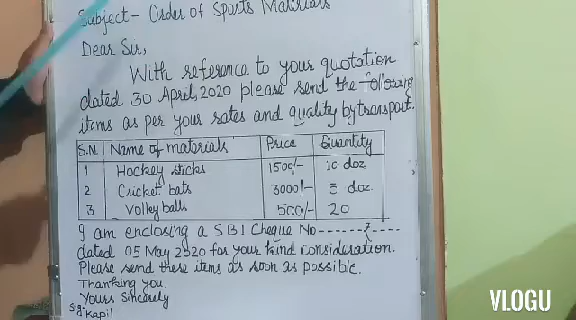 Subject- Order of Sports Materials
Dear Sir,
With reference to your quotation
dated 30 April, 2020 please send the following
items as per your rates and quality by transport.
S.N. Name of materials Price Quantity
1 Hockey sticks 1500/- 10 doz
2 Cricket bats 3000/- 5 doz.
3 Volley balls 500/- 20
I am enclosing a SBI Cheque No-------?----
dated 05 May 2020 for your kind consideration.
Please send these items as soon as possible.
Thanking you.
Yours Sincerely
Sd/- Kapil
VLOGU